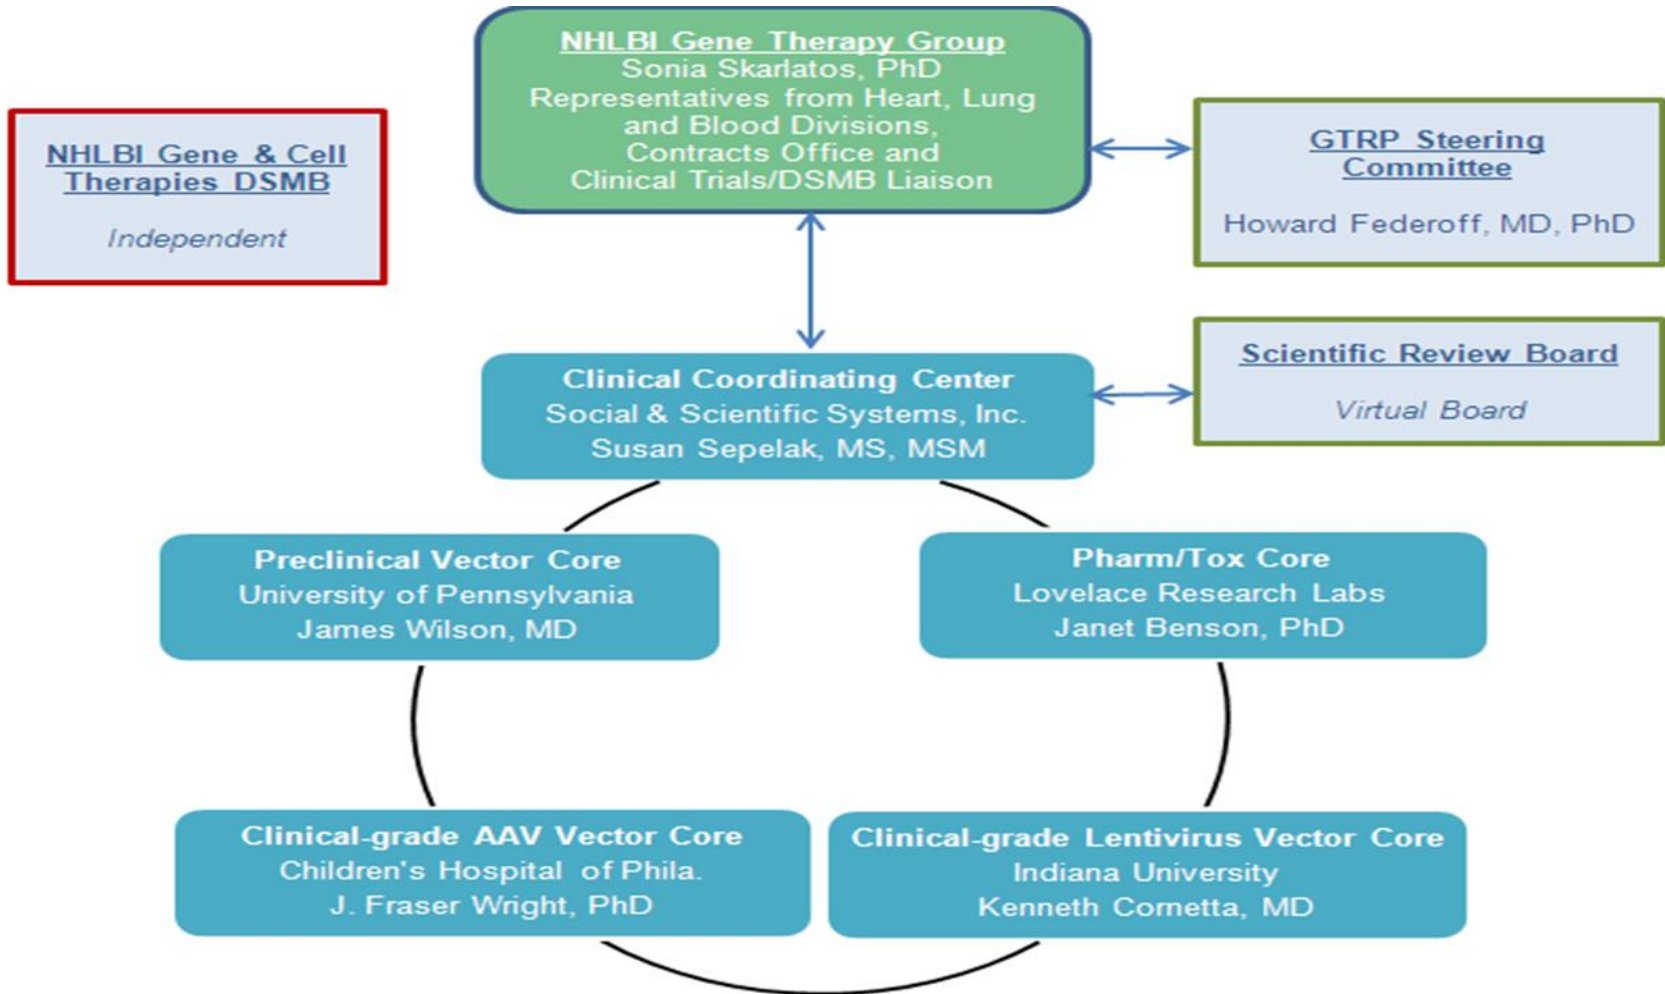 NHLBI Gene Therapy Group
Sonia Skarlatos, PhD
Representatives from Heart, Lung
and Blood Divisions,
Contracts Office and
Clinical Trials/DSMB Liaison
NHLBI Gene & Cell
Therapies DSMB
Independent
GTRP Steering
Committee
Howard Federoff, MD, PhD
Scientific Review Board
Virtual Board
Clinical Coordinating Center
Social & Scientific Systems, Inc.
Susan Sepelak, MS, MSM
Preclinical Vector Core
University of Pennsylvania
James Wilson, MD
Pharm/Tox Core
Lovelace Research Labs
Janet Benson, PhD
Clinical-grade AAV Vector Core
Children's Hospital of Phila.
J. Fraser Wright, PhD
Clinical-grade Lentivirus Vector Core
Indiana University
Kenneth Cornetta, MD